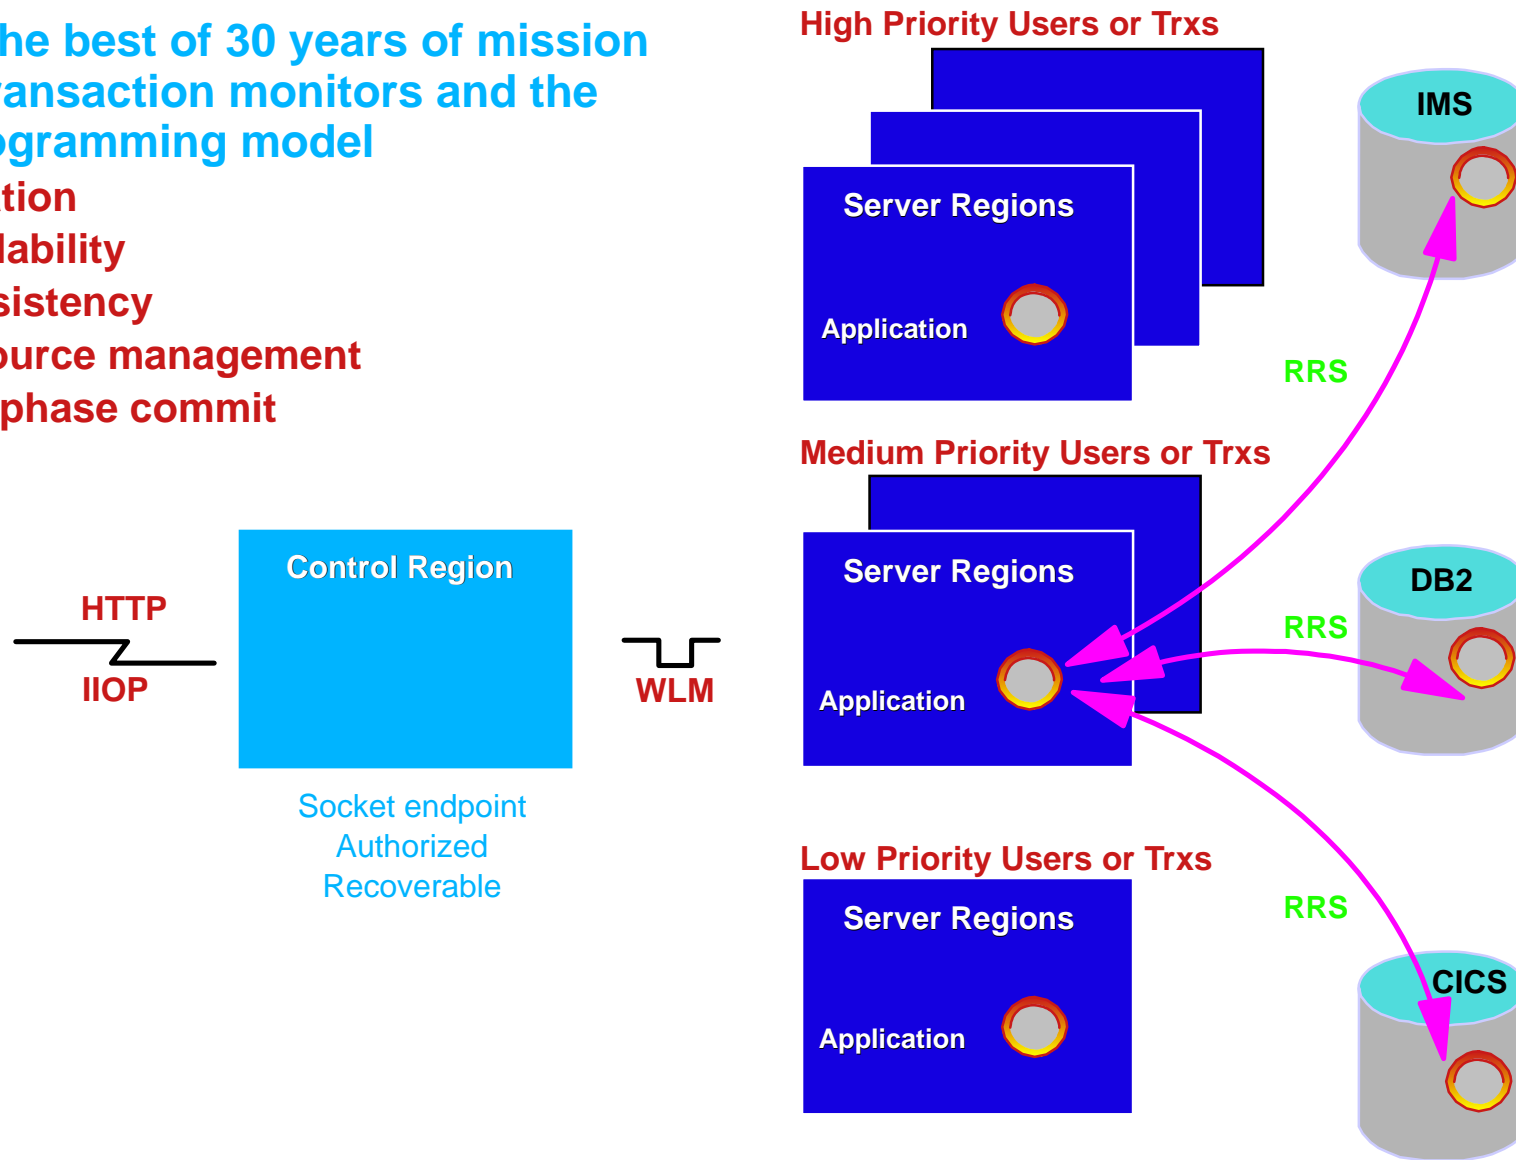 he best of 30 years of mission
ransaction monitors and the
ogramming model
tion
lability
sistency
ource management
phase commit
High Priority Users or Trxs
Server Regions
Application
IMS
RRS
Medium Priority Users or Trxs
Server Regions
Application
DB2
RRS
Control Region
HTTP
IIOP
WLM
Socket endpoint
Authorized
Recoverable
Low Priority Users or Trxs
Server Regions
Application
RRS
CICS